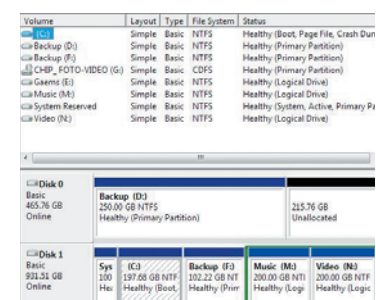 Volume Layout Type File System Status
(C:) Simple Basic NTFS Healthy (Boot, Page File, Crash Dun
Backup (D:) Simple Basic NTFS Healthy (Primary Partition)
Backup (F:) Simple Basic NTFS Healthy (Primary Partition)
CHIP_FOTO-VIDEO (G:) Simple Basic CDFS Healthy (Primary Partition)
Gaems (E:) Simple Basic NTFS Healthy (Logical Drive)
Music (M:) Simple Basic NTFS Healthy (Logical Drive)
System Reserved Simple Basic NTFS Healthy (System, Active, Primary Pa
Video (N:) Simple Basic NTFS Healthy (Logical Drive)
Disk 0
Basic
465.76 GB
Online
Backup (D:)
250.00 GB NTFS
Healthy (Primary Partition)
215.76 GB
Unallocated
Disk 1
Basic
931.51 GB
Online
Sys
100
Hea
(C:)
197.68 GB NTF
Healthy (Boot,
Backup (F:)
102.22 GB NT
Healthy (Prim
Music (M:)
200.00 GB NTI
Healthy (Logi
Video (N:)
200.00 GB NTF
Healthy (Logic